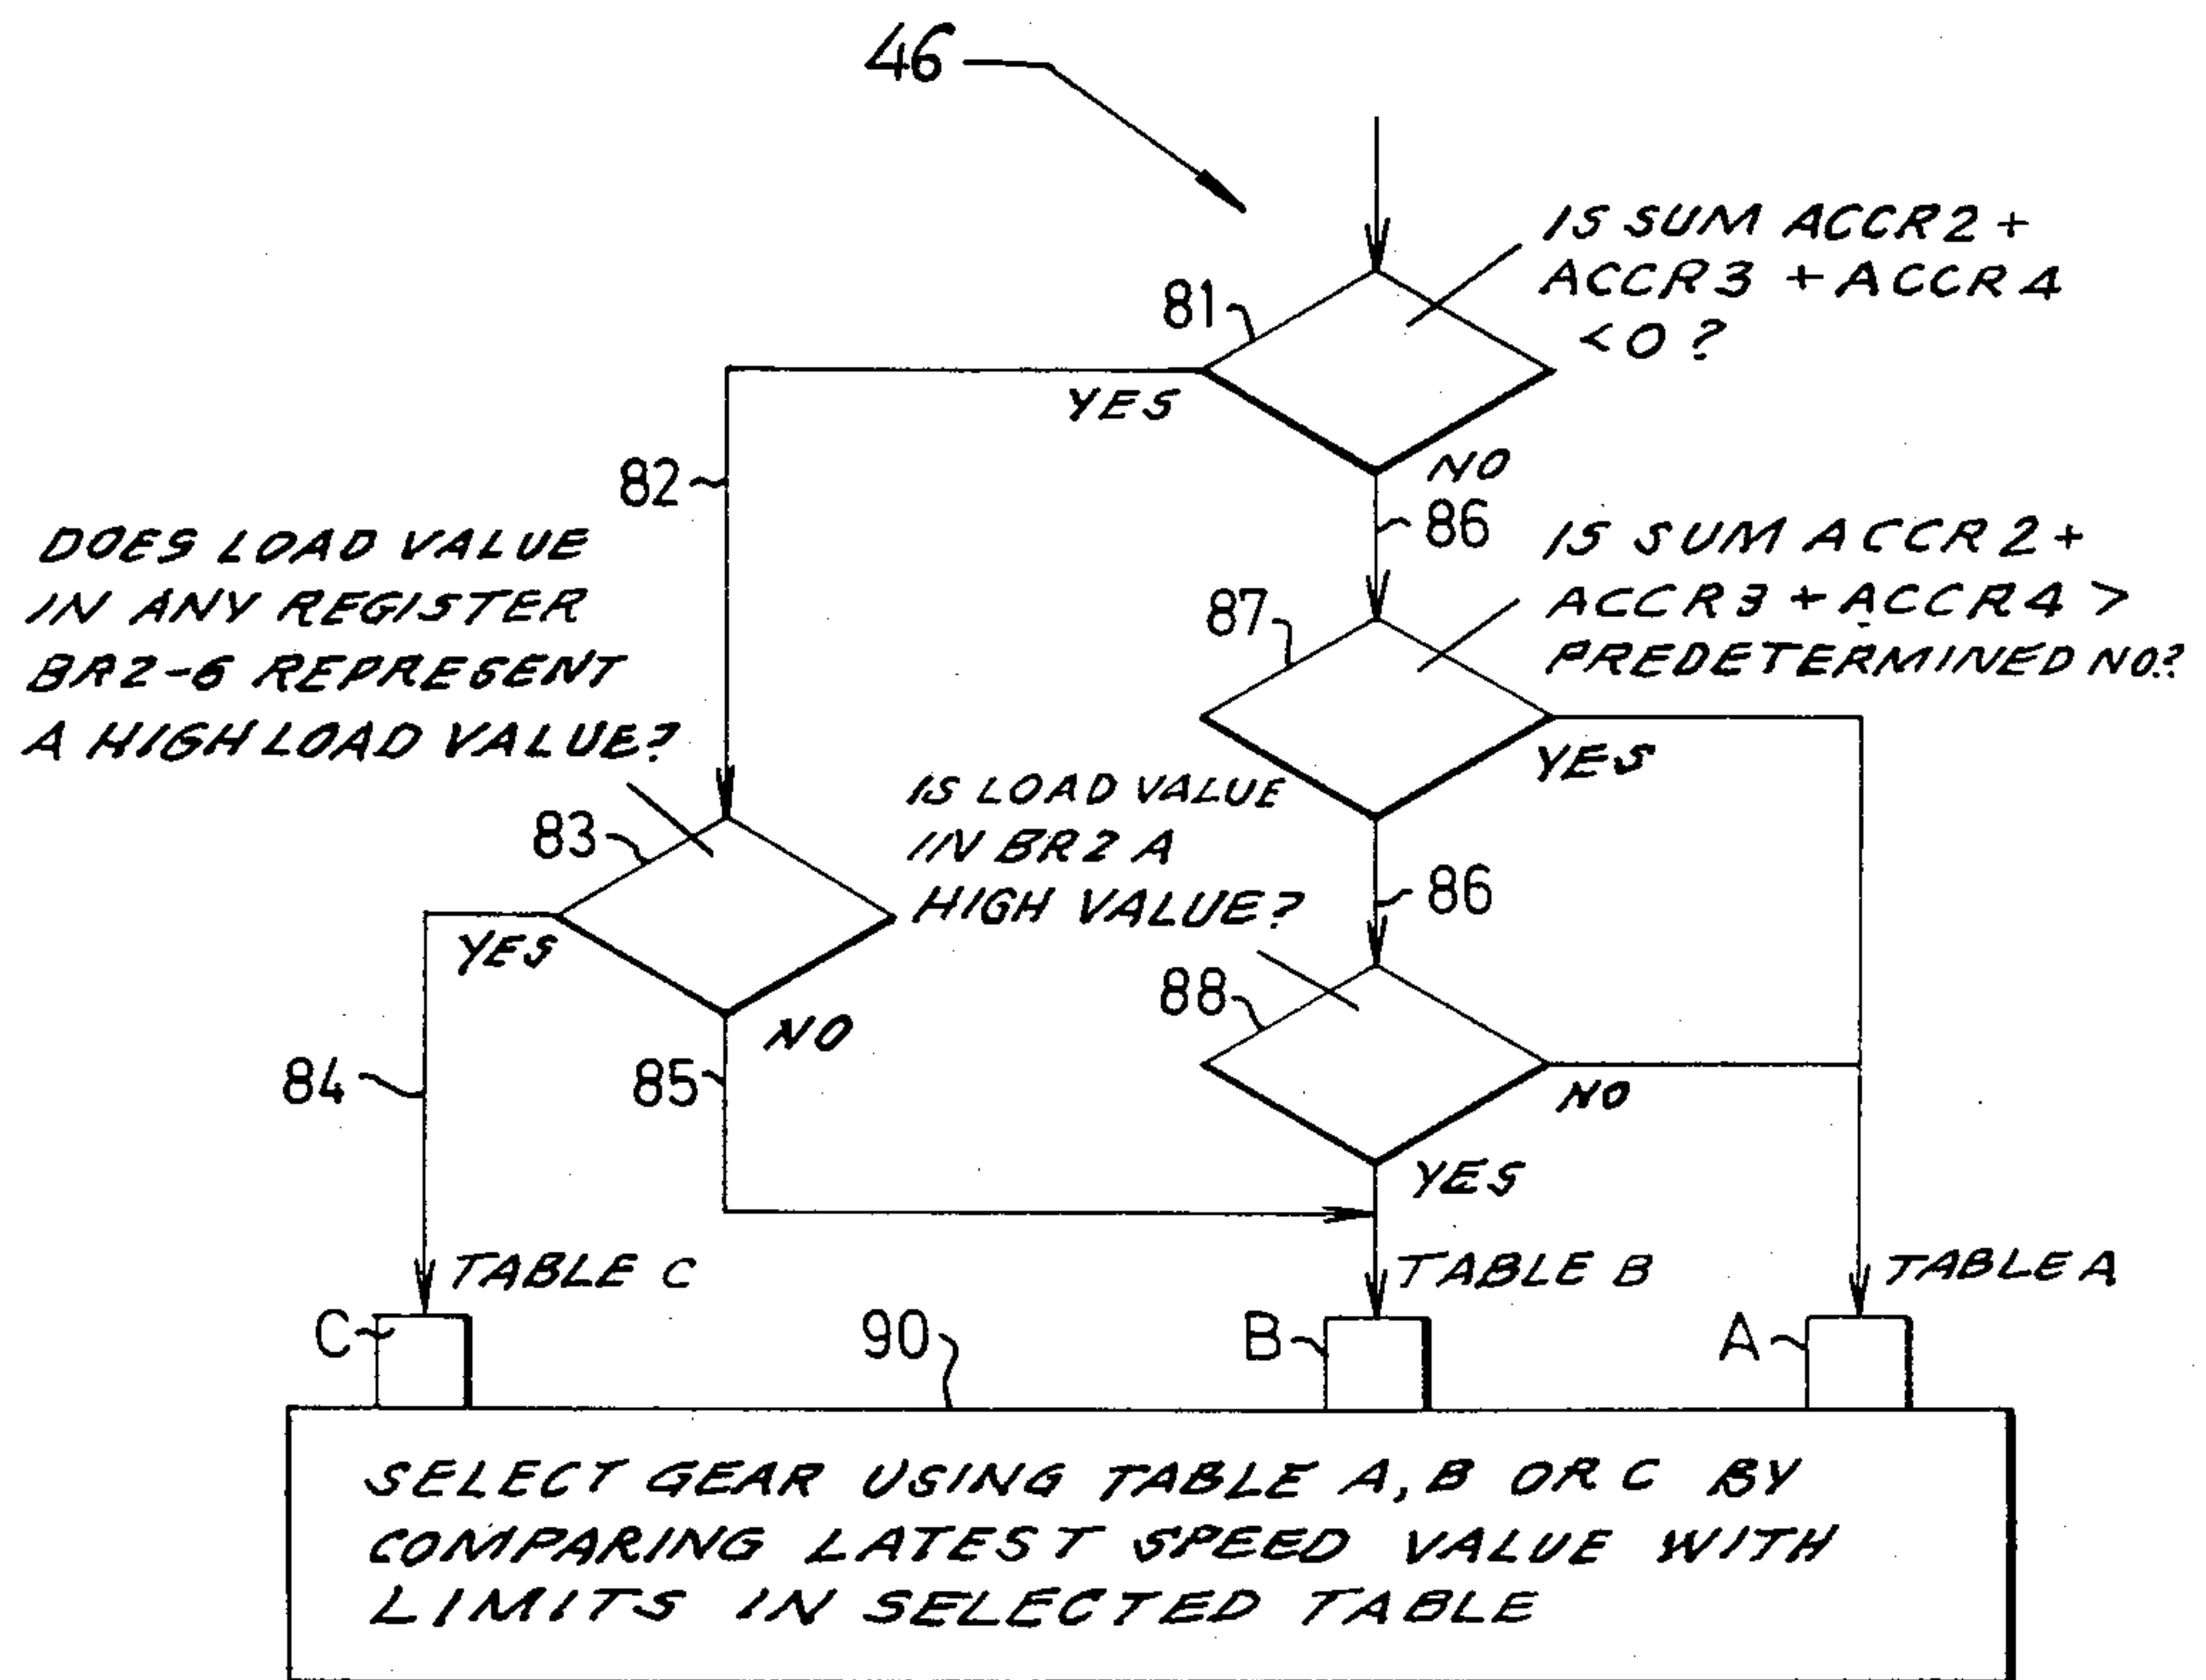 46
IS SUM ACCR2 +
ACCR3 + ACCR4
<0?
81
YES
NO
82
86
DOES LOAD VALUE
IN ANY REGISTER
BR2-6 REPRESENT
A HIGH LOAD VALUE?
IS SUM ACCR2+
ACCR3 + ACCR4 >
PREDETERMINED NO.?
87
YES
83
IS LOAD VALUE
IN BR2 A
HIGH VALUE?
86
YES
NO
88
NO
84
85
YES
TABLE C
TABLE B
TABLE A
C
90
B
A
SELECT GEAR USING TABLE A, B OR C BY
COMPARING LATEST SPEED VALUE WITH
LIMITS IN SELECTED TABLE